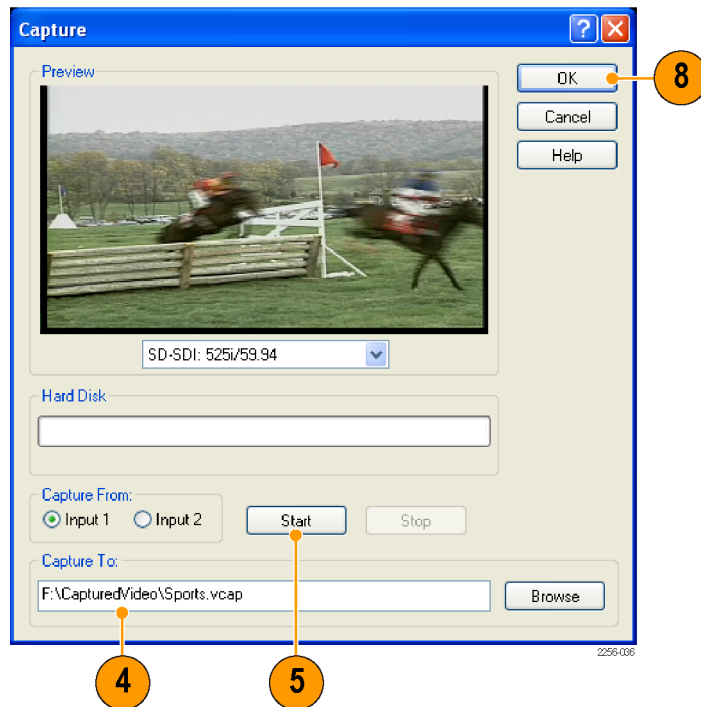 Capture
?
X
Preview
OK
8
Cancel
Help
SD-SDI: 525i/59.94
Hard Disk
Capture From:
Input 1 Input 2 Start Stop
Capture To:
F:\CapturedVideo\Sports.vcap Browse
2256-036
4 5